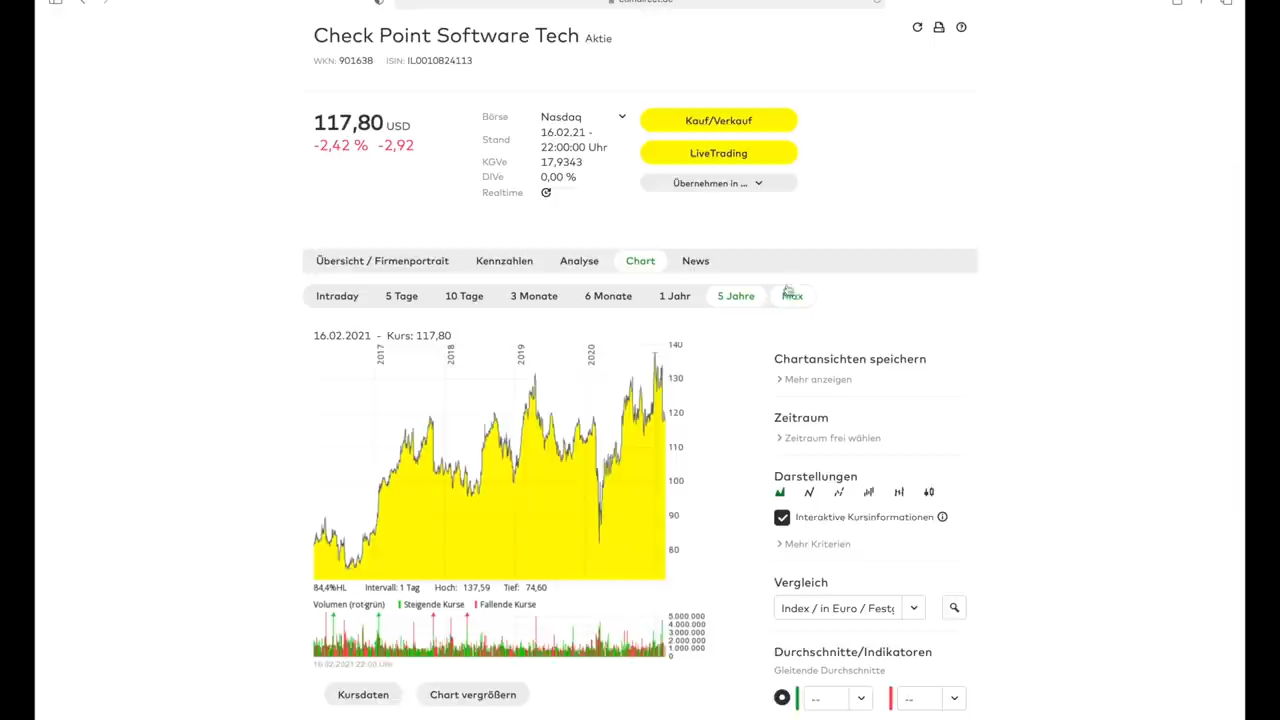 Check Point Software Tech Aktie
WKN: 901638 ISIN: IL0010824113
117,80 USD
-2,42 % -2,92
Börse Nasdaq
Stand 16.02.21 -
22:00:00 Uhr
KGVe 17,9343
DIVe 0,00 %
Realtime
Kauf/Verkauf
LiveTrading
Übernehmen in ...
Übersicht / Firmenportrait Kennzahlen Analyse Chart News
Intraday 5 Tage 10 Tage 3 Monate 6 Monate 1 Jahr 5 Jahre Max
16.02.2021 - Kurs: 117,80
2017 2018 2019 2020
140
130
120
110
100
90
80
84,4%HL Intervall: 1 Tag Hoch: 137,59 Tief: 74,60
Volumen (rot-grün) Steigende Kurse Fallende Kurse
5.000.000
4.000.000
3.000.000
2.000.000
1.000.000
0
16.02.2021 22:00 Uhr
Kursdaten Chart vergrößern
Chartansichten speichern
Mehr anzeigen
Zeitraum
Zeitraum frei wählen
Darstellungen
Interaktive Kursinformationen
Mehr Kriterien
Vergleich
Index / in Euro / Festg
Durchschnitte/Indikatoren
Gleitende Durchschnitte
-- --